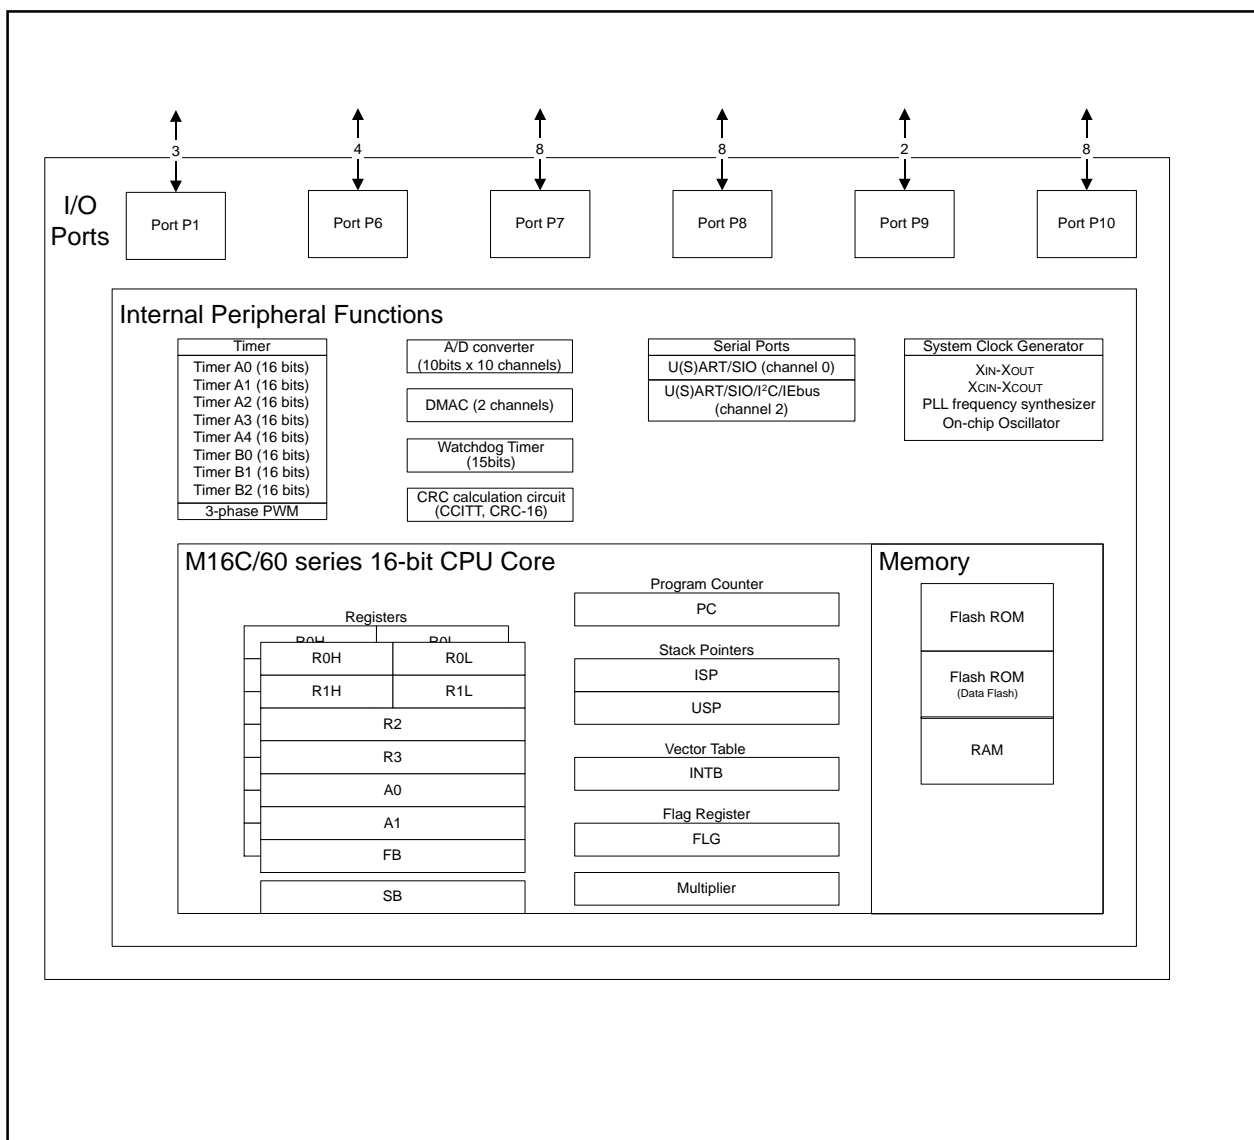 3
4
8
8
2
8
I/O
Ports
Port P1
Port P6
Port P7
Port P8
Port P9
Port P10
Internal Peripheral Functions
Timer
Timer A0 (16 bits)
Timer A1 (16 bits)
Timer A2 (16 bits)
Timer A3 (16 bits)
Timer A4 (16 bits)
Timer B0 (16 bits)
Timer B1 (16 bits)
Timer B2 (16 bits)
3-phase PWM
A/D converter
(10bits x 10 channels)
DMAC (2 channels)
Watchdog Timer
(15bits)
CRC calculation circuit
(CCITT, CRC-16)
Serial Ports
U(S)ART/SIO (channel 0)
U(S)ART/SIO/I²C/IEbus
(channel 2)
System Clock Generator
XIN-XOUT
XCIN-XCOUT
PLL frequency synthesizer
On-chip Oscillator
M16C/60 series 16-bit CPU Core
Registers
R0H R0L
R0H R0L
R1H R1L
R2
R3
A0
A1
FB
SB
Program Counter
PC
Stack Pointers
ISP
USP
Vector Table
INTB
Flag Register
FLG
Multiplier
Memory
Flash ROM
Flash ROM
(Data Flash)
RAM